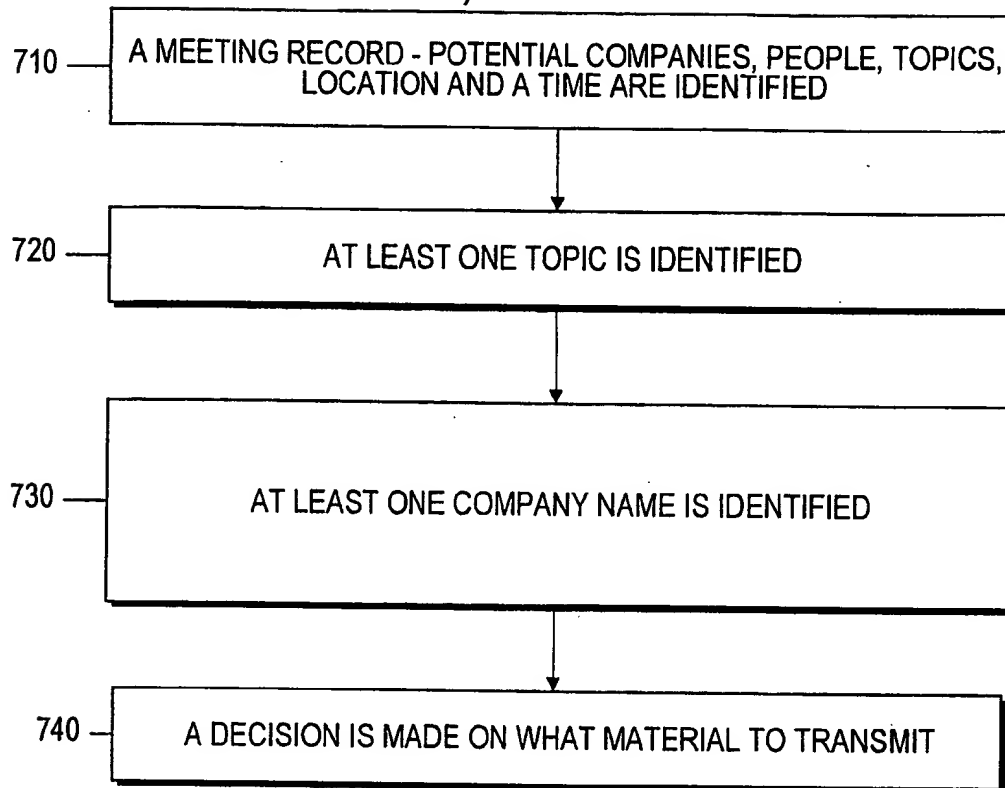 710 A MEETING RECORD - POTENTIAL COMPANIES, PEOPLE, TOPICS,
LOCATION AND A TIME ARE IDENTIFIED
720 AT LEAST ONE TOPIC IS IDENTIFIED
730 AT LEAST ONE COMPANY NAME IS IDENTIFIED
740 A DECISION IS MADE ON WHAT MATERIAL TO TRANSMIT